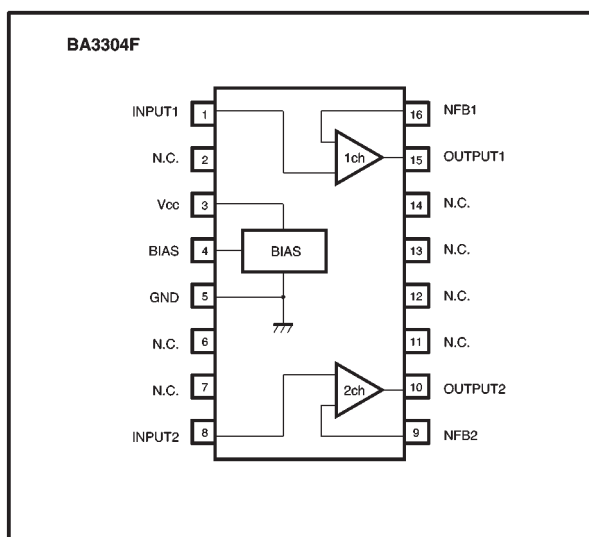 BA3304F
INPUT1 1 16 NFB1
N.C. 2 1ch 15 OUTPUT1
Vcc 3 14 N.C.
BIAS 4 BIAS 13 N.C.
GND 5 12 N.C.
N.C. 6 11 N.C.
N.C. 7 2ch 10 OUTPUT2
INPUT2 8 9 NFB2